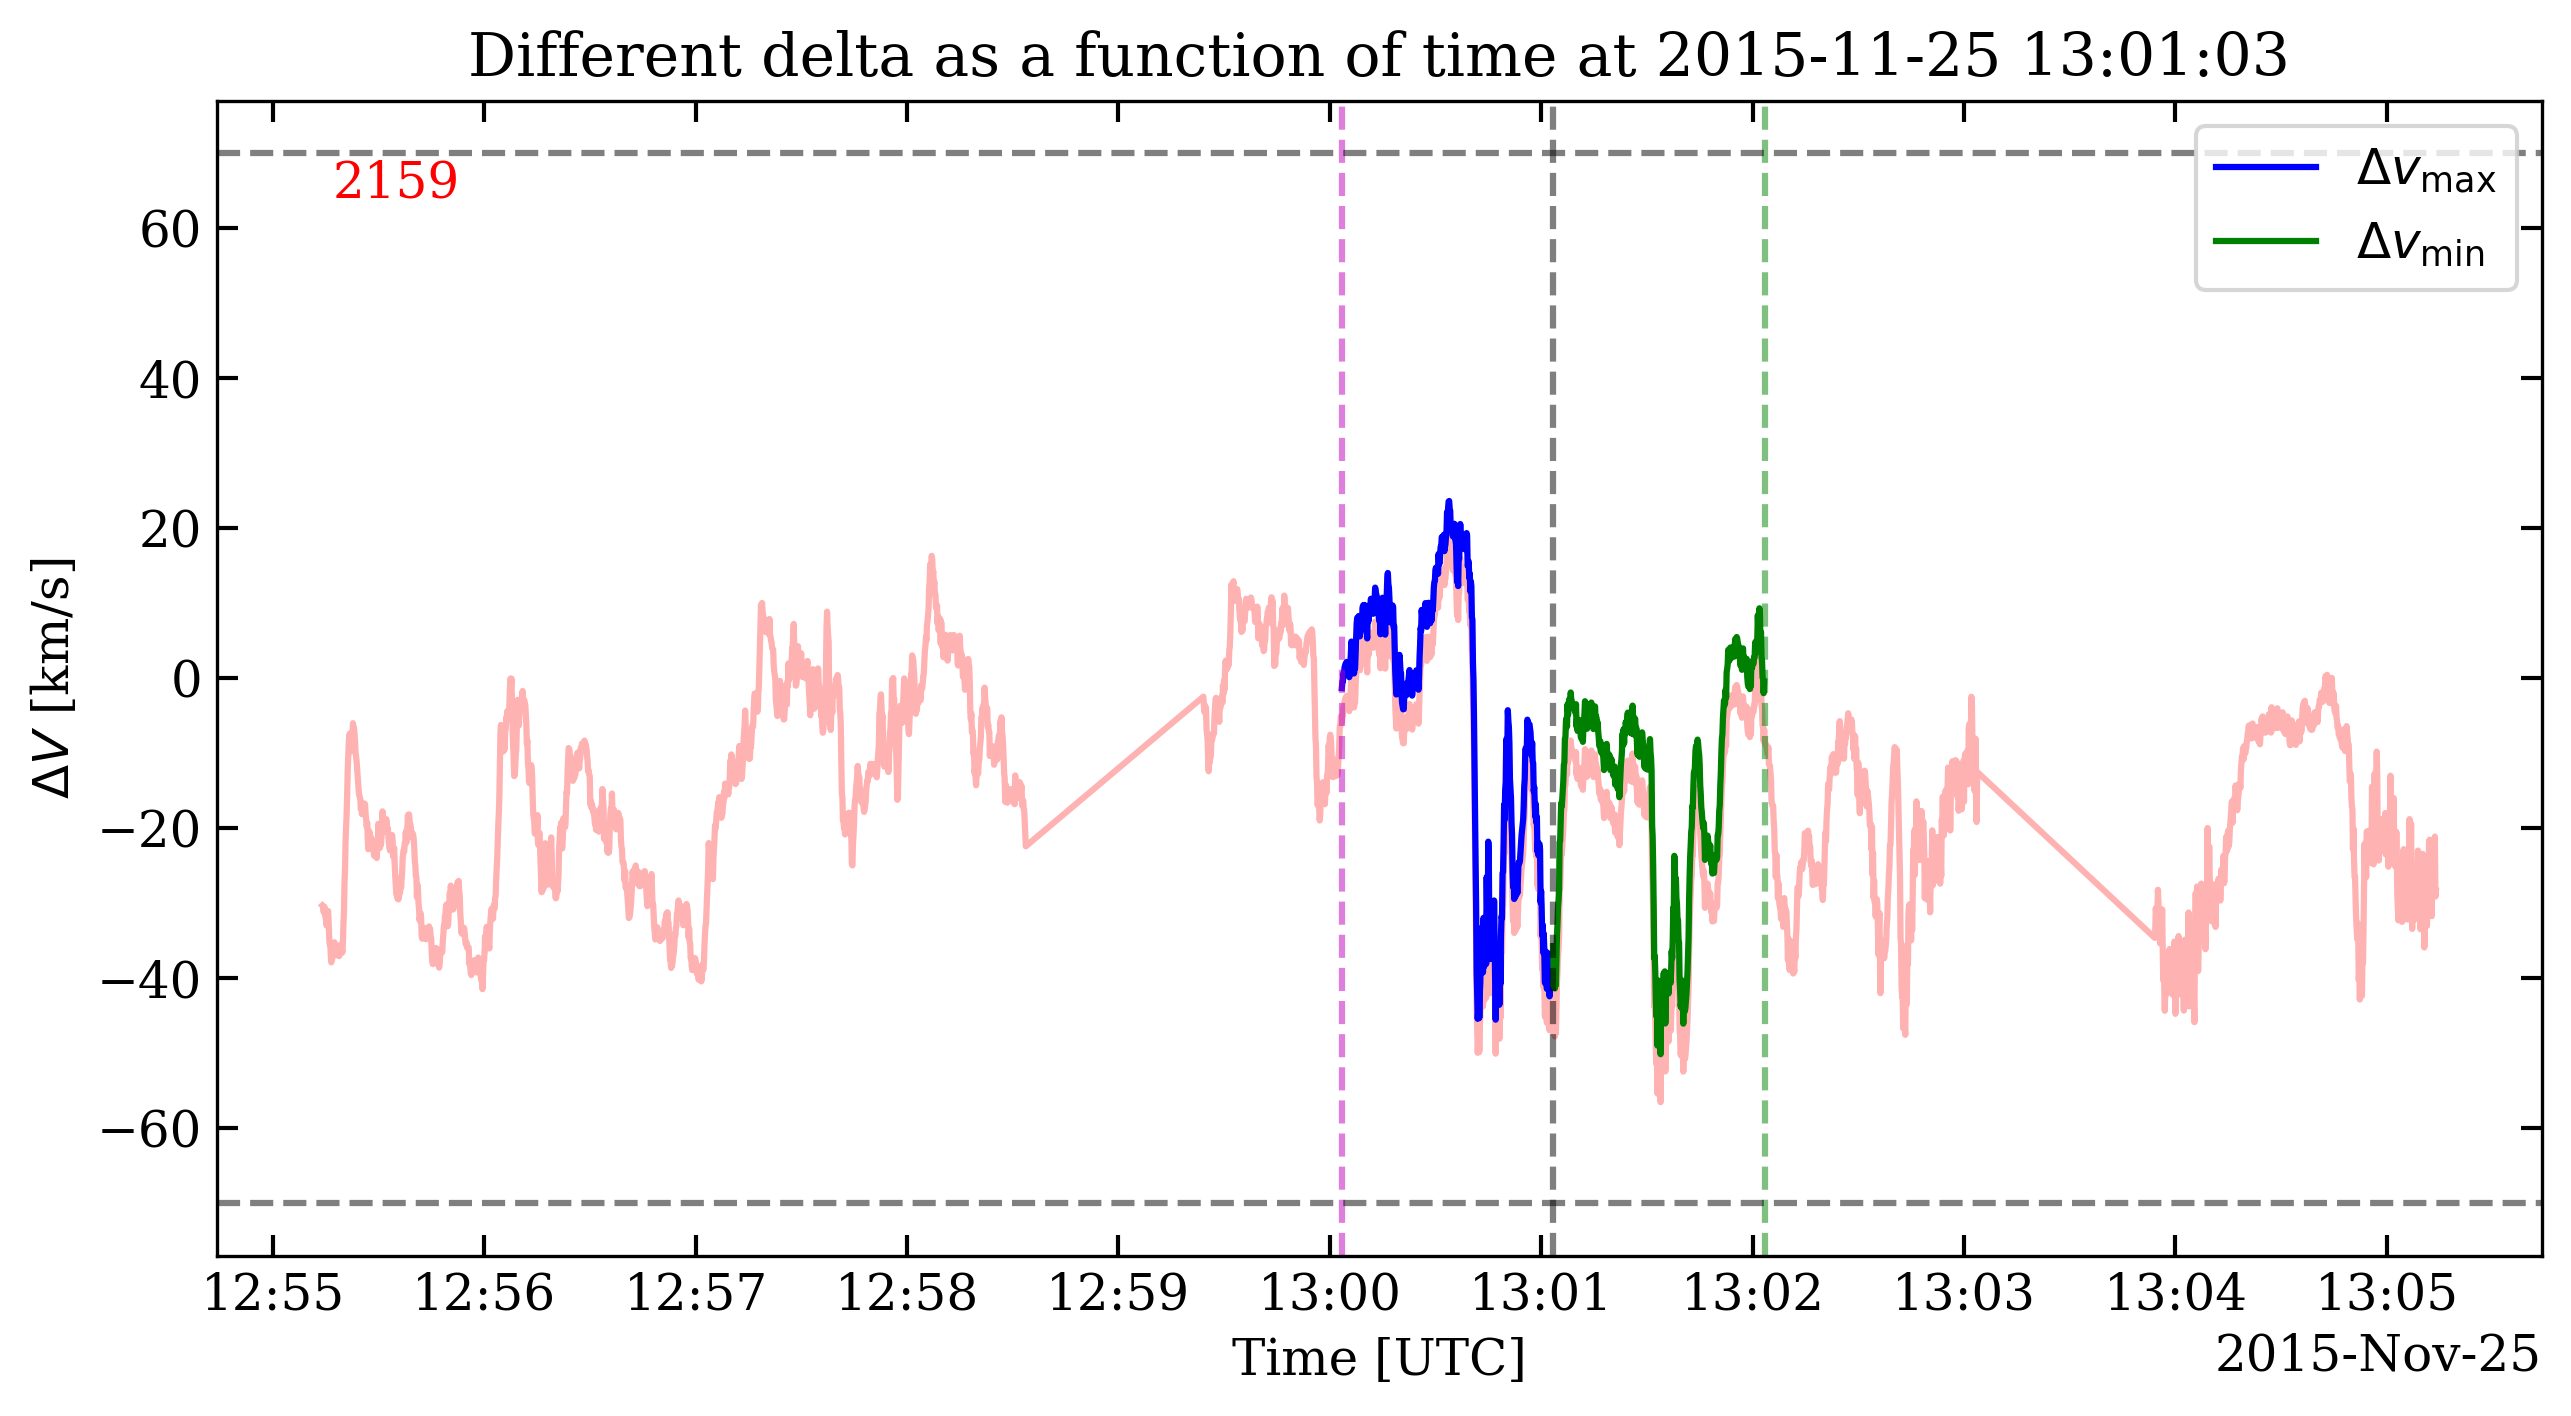 Different delta as a function of time at 2015-11-25 13:01:03
2159
Δv_max
Δv_min
60
40
20
0
−20
−40
−60
ΔV [km/s]
12:55 12:56 12:57 12:58 12:59 13:00 13:01 13:02 13:03 13:04 13:05
Time [UTC]
2015-Nov-25